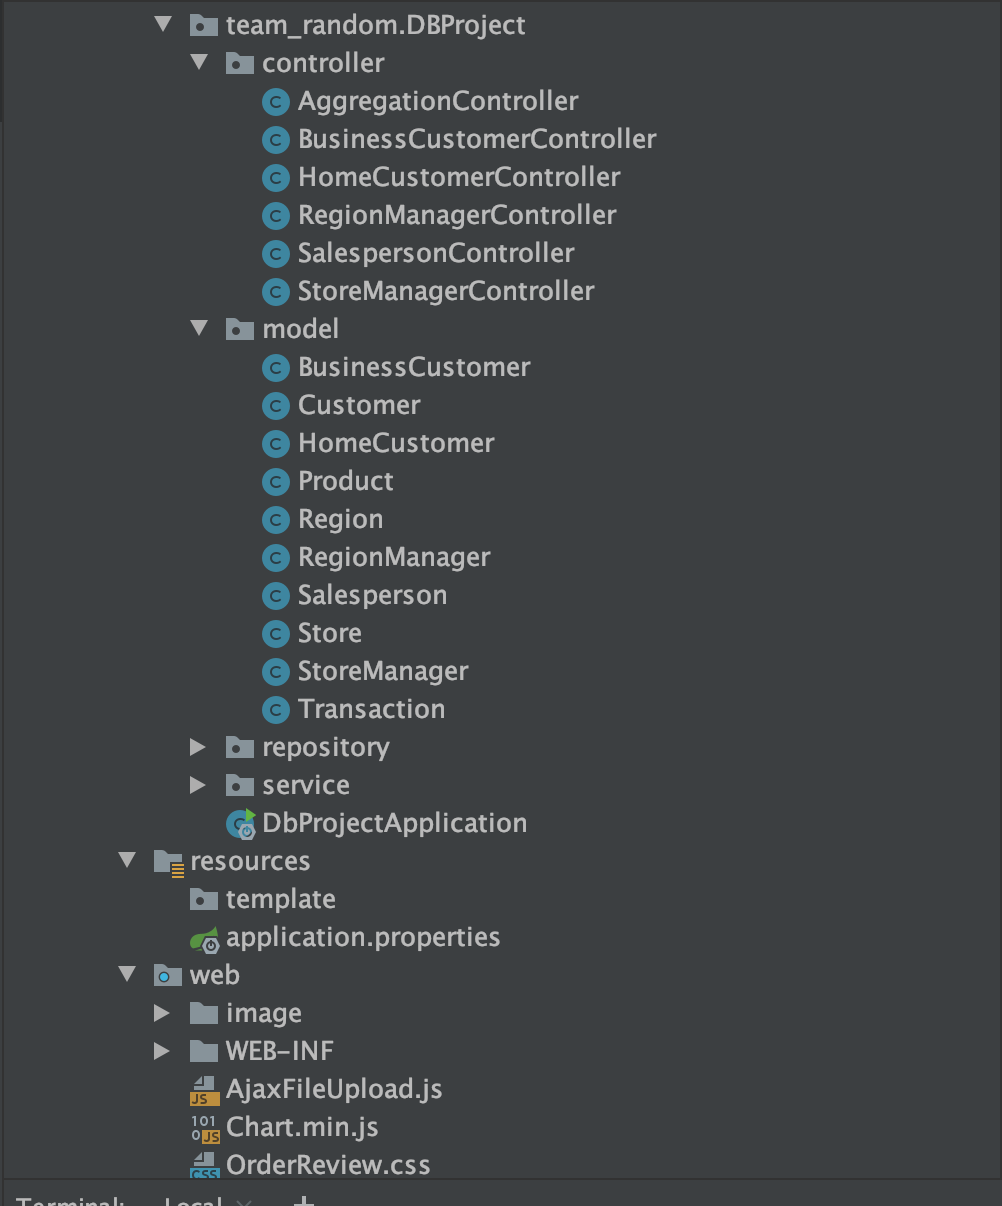 team_random.DBProject
controller
AggregationController
BusinessCustomerController
HomeCustomerController
RegionManagerController
SalespersonController
StoreManagerController
model
BusinessCustomer
Customer
HomeCustomer
Product
Region
RegionManager
Salesperson
Store
StoreManager
Transaction
repository
service
DbProjectApplication
resources
template
application.properties
web
image
WEB-INF
AjaxFileUpload.js
Chart.min.js
OrderReview.css
Terminal: Local × +